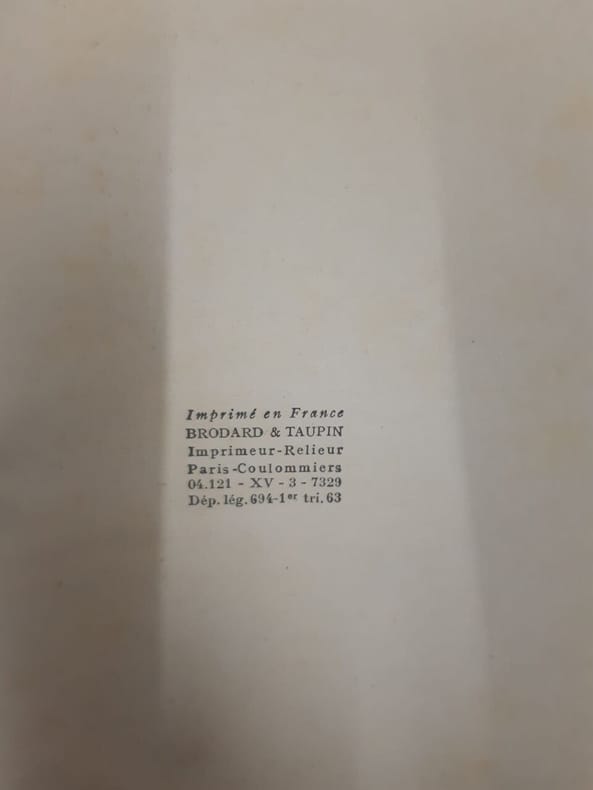 Imprimé en France
BRODARD & TAUPIN
Imprimeur-Relieur
Paris-Coulommiers
04.121 - XV - 3 - 7329
Dép. lég. 694-1er tri. 63